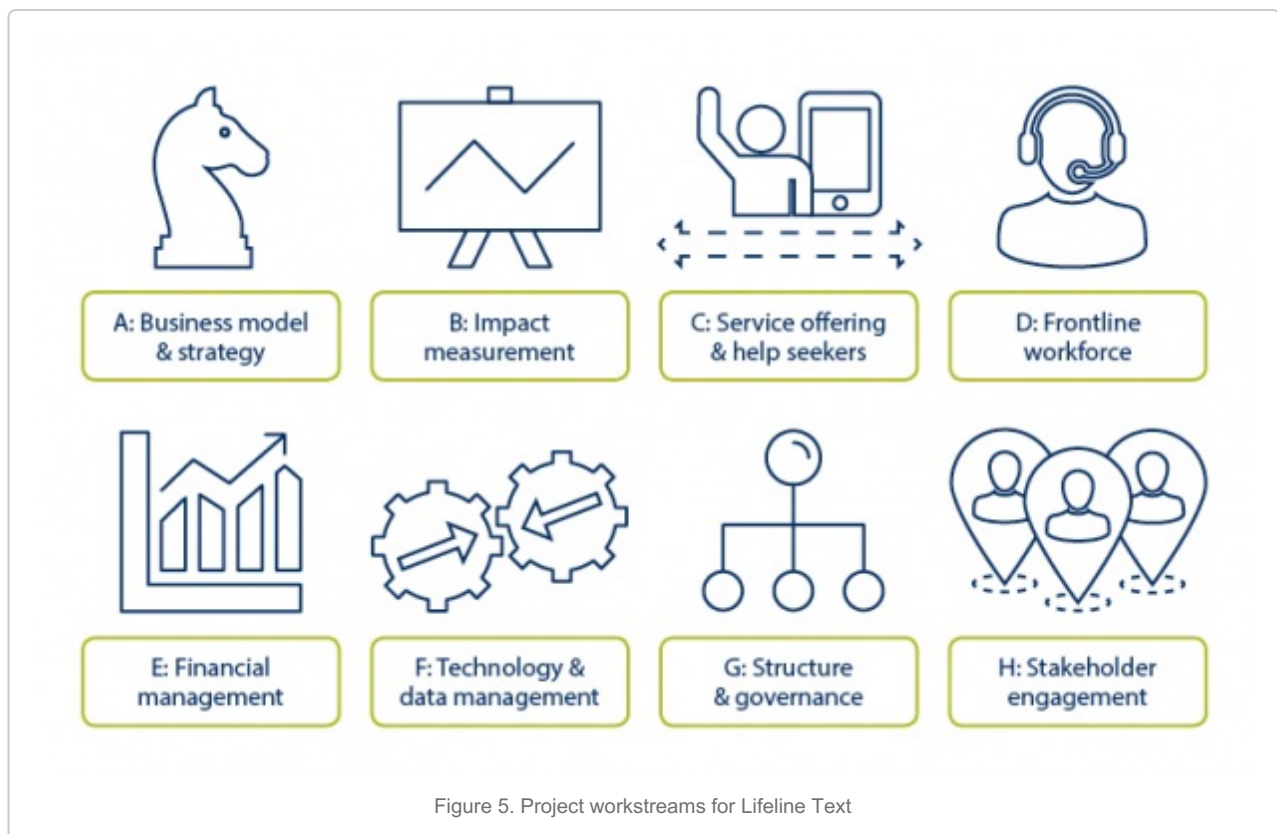 A: Business model
& strategy
B: Impact
measurement
C: Service offering
& help seekers
D: Frontline
workforce
E: Financial
management
F: Technology &
data management
G: Structure
& governance
H: Stakeholder
engagement
Figure 5. Project workstreams for Lifeline Text